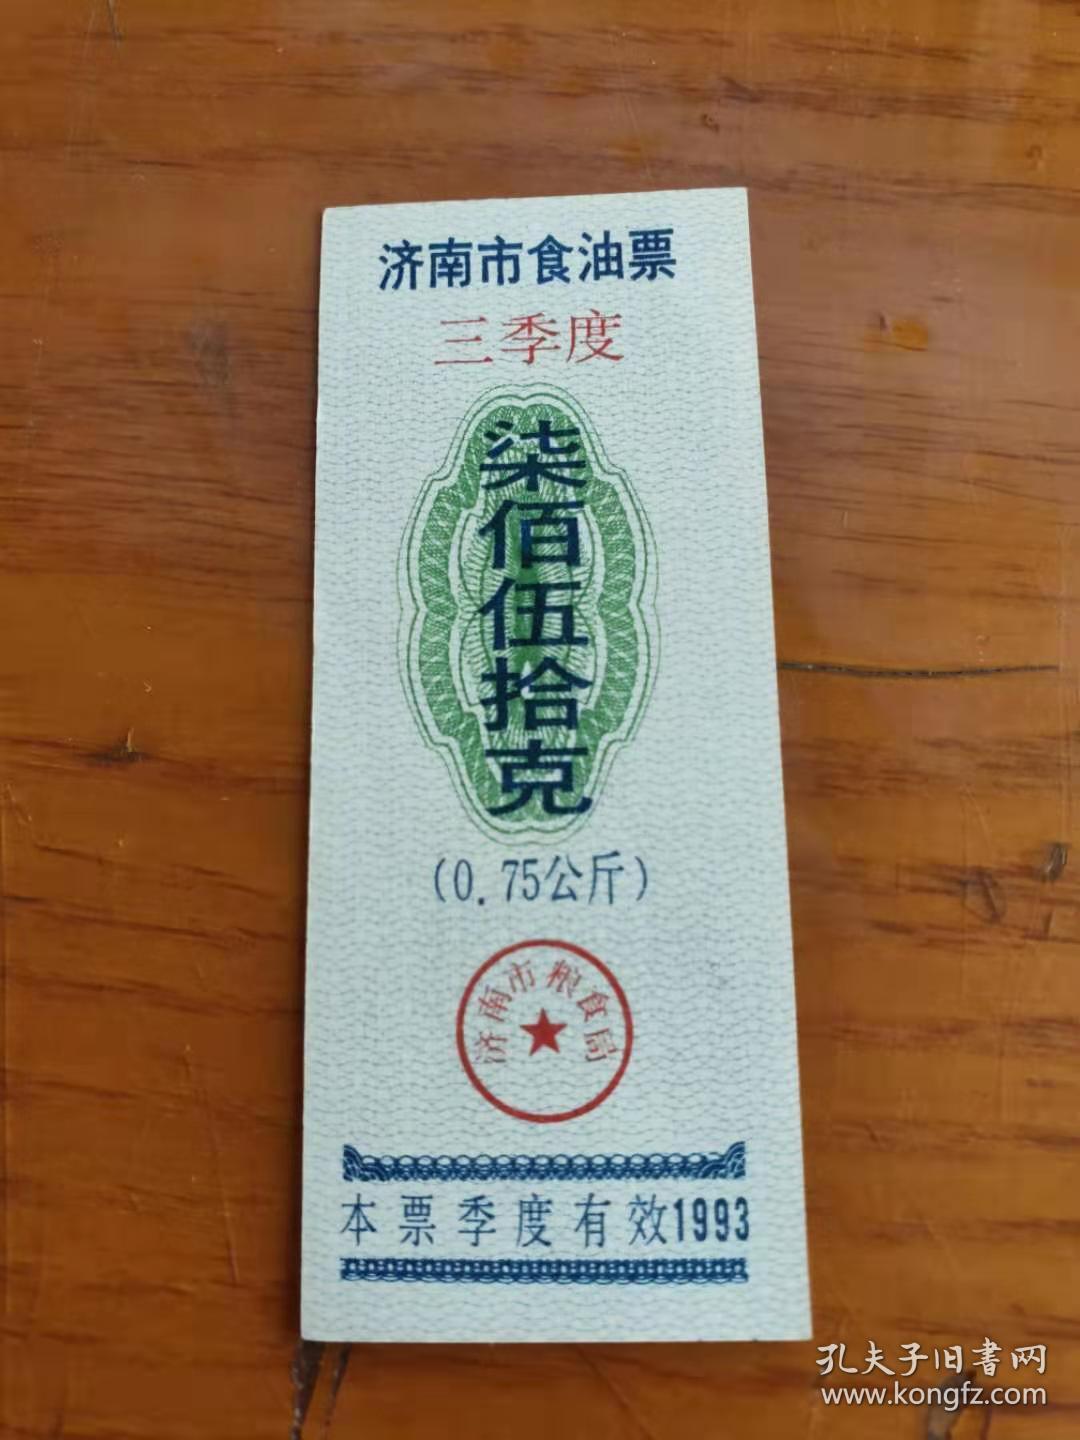 济南市食油票
三季度
柒佰伍拾克
(0.75公斤)
济南市粮食局
本票季度有效1993
孔夫子旧書网
www.kongfz.com